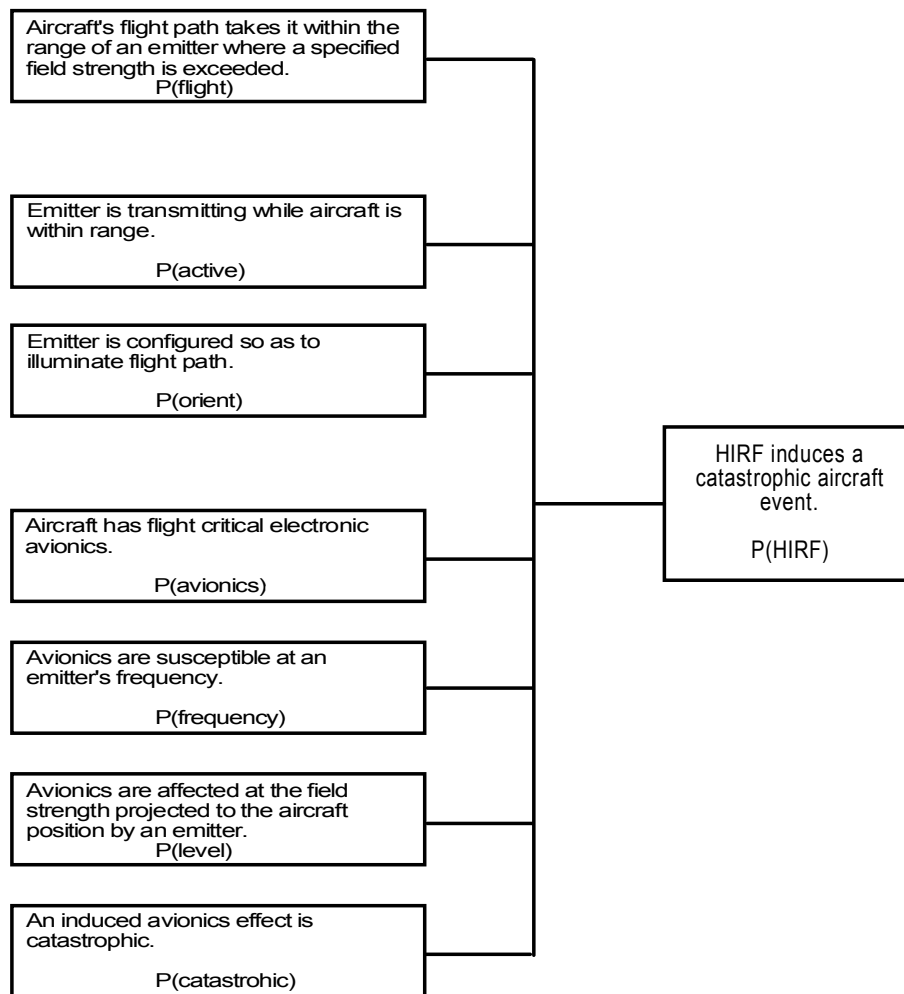 Aircraft's flight path takes it within the
range of an emitter where a specified
field strength is exceeded.
P(flight)
Emitter is transmitting while aircraft is
within range.
P(active)
Emitter is configured so as to
illuminate flight path.
P(orient)
Aircraft has flight critical electronic
avionics.
P(avionics)
Avionics are susceptible at an
emitter's frequency.
P(frequency)
Avionics are affected at the field
strength projected to the aircraft
position by an emitter.
P(level)
An induced avionics effect is
catastrophic.
P(catastrohic)
HIRF induces a
catastrophic aircraft
event.
P(HIRF)